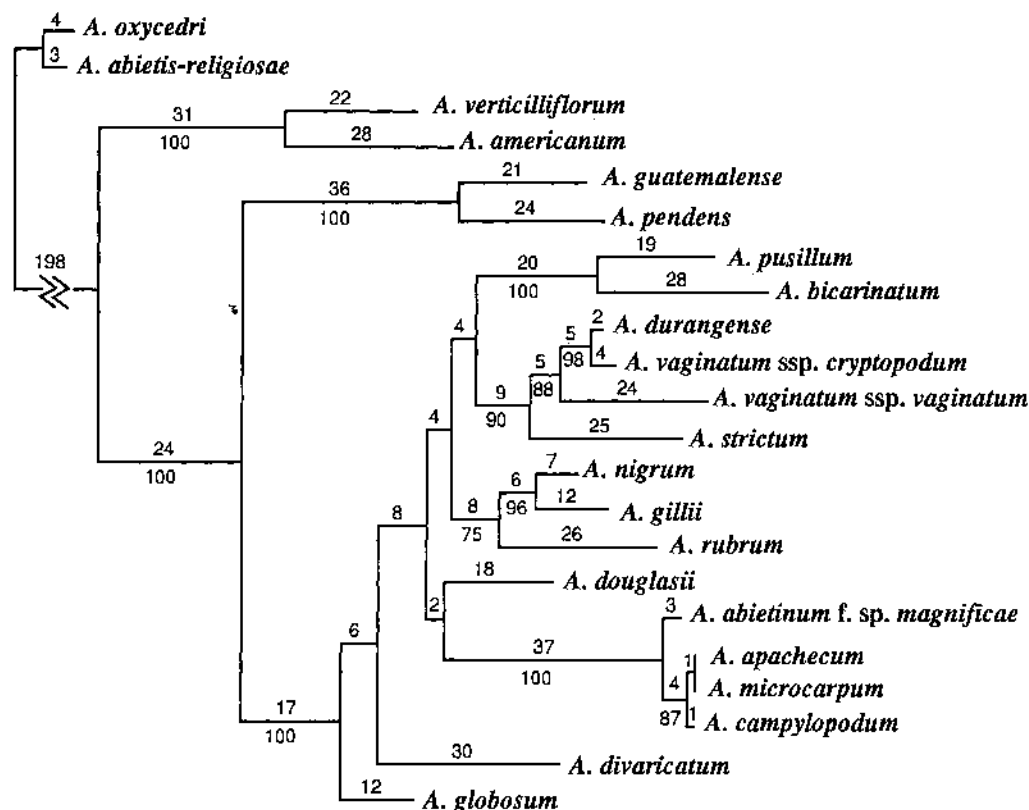 4 A. oxycedri
3 A. abietis-religiosae
31 22 A. verticilliflorum
100 28 A. americanum
36 21 A. guatemalense
100 24 A. pendens
198
20 19 A. pusillum
100 28 A. bicarinatum
4
5 2 A. durangense
5 98 4 A. vaginatum ssp. cryptopodum
9 88 24 A. vaginatum ssp. vaginatum
90 25 A. strictum
4
24
100
6 7 A. nigrum
8 96 12 A. gillii
75 26 A. rubrum
8
18 A. douglasii
2
3 A. abietinum f. sp. magnificae
6
37 1 A. apachecum
100 4 A. microcarpum
87 1 A. campylopodum
17
100
30 A. divaricatum
12 A. globosum